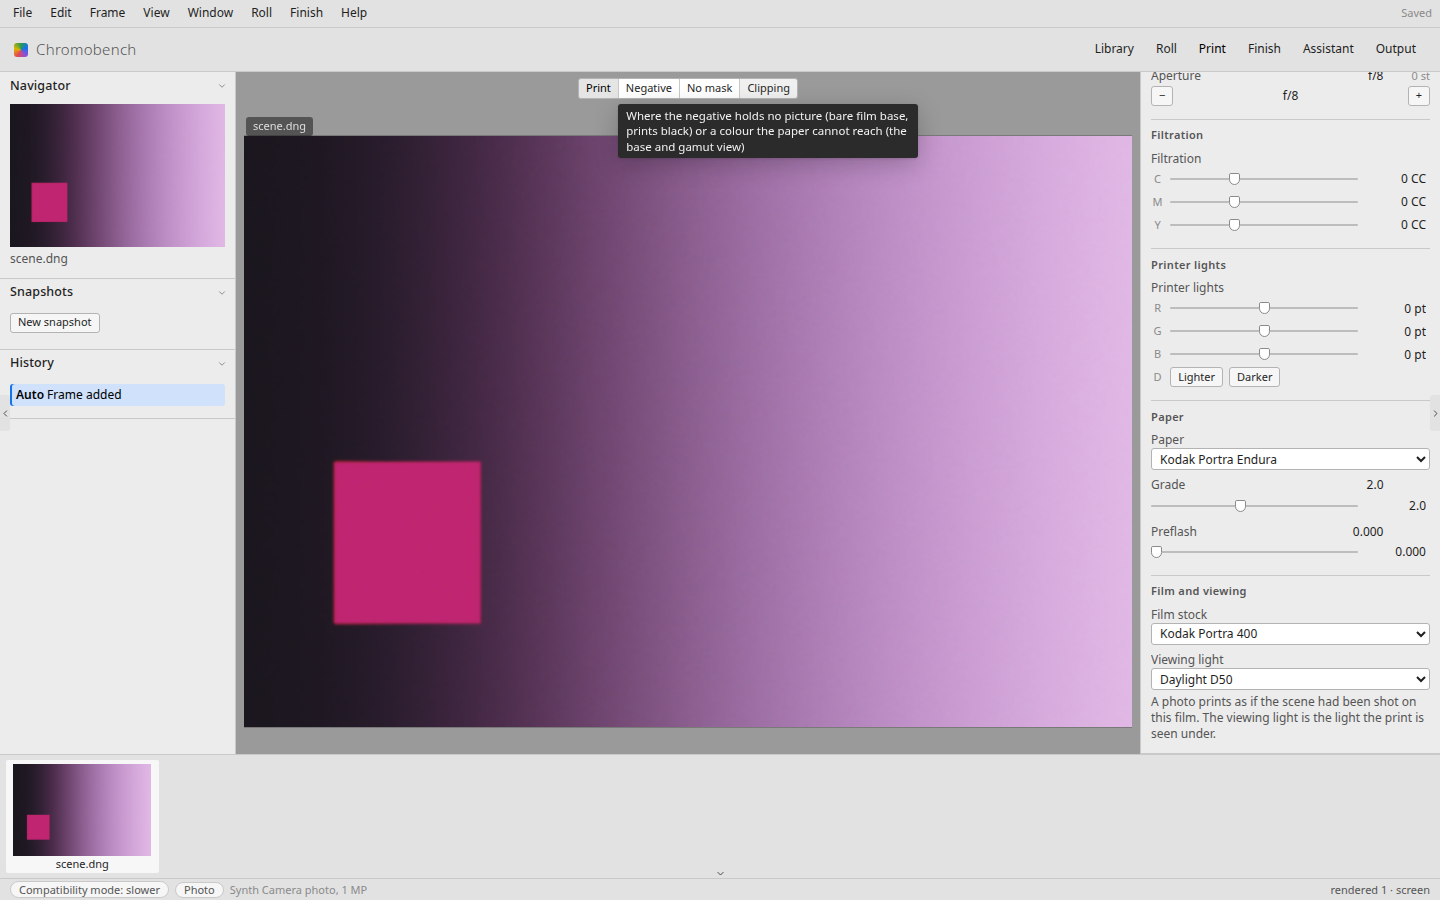 File Edit Frame View Window Roll Finish Help
Saved
Chromobench
Library Roll Print Finish Assistant Output
Navigator
scene.dng
Snapshots
New snapshot
History
Auto Frame added
Print Negative No mask Clipping
Where the negative holds no picture (bare film base,
prints black) or a colour the paper cannot reach (the
base and gamut view)
scene.dng
Aperture f/8 0 st
− f/8 +
Filtration
Filtration
C 0 CC
M 0 CC
Y 0 CC
Printer lights
Printer lights
R 0 pt
G 0 pt
B 0 pt
D Lighter Darker
Paper
Paper
Kodak Portra Endura
Grade 2.0
2.0
Preflash 0.000
0.000
Film and viewing
Film stock
Kodak Portra 400
Viewing light
Daylight D50
A photo prints as if the scene had been shot on
this film. The viewing light is the light the print is
seen under.
scene.dng
Compatibility mode: slower Photo Synth Camera photo, 1 MP
rendered 1 · screen